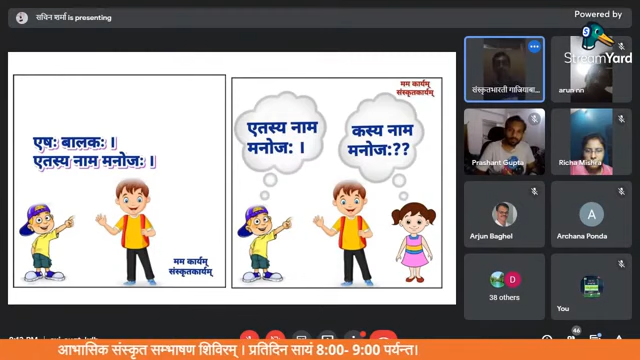 सचिन शर्मा is presenting
Powered by
StreamYard
एषः बालकः ।
एतस्य नाम मनोजः ।
मम कार्यम्
संस्कृतकार्यम्
मम कार्यम्
संस्कृतकार्यम्
एतस्य नाम
मनोजः ।
कस्य नाम
मनोजः??
संस्कृतभारती गाजियाबा...
Prashant Gupta
Richa Mishra
Arjun Baghel
A
Archana Ponda
D
38 others
You
46
आभासिक संस्कृत सम्भाषण शिविरम् । प्रतिदिन सायं 8:00- 9:00 पर्यन्त।